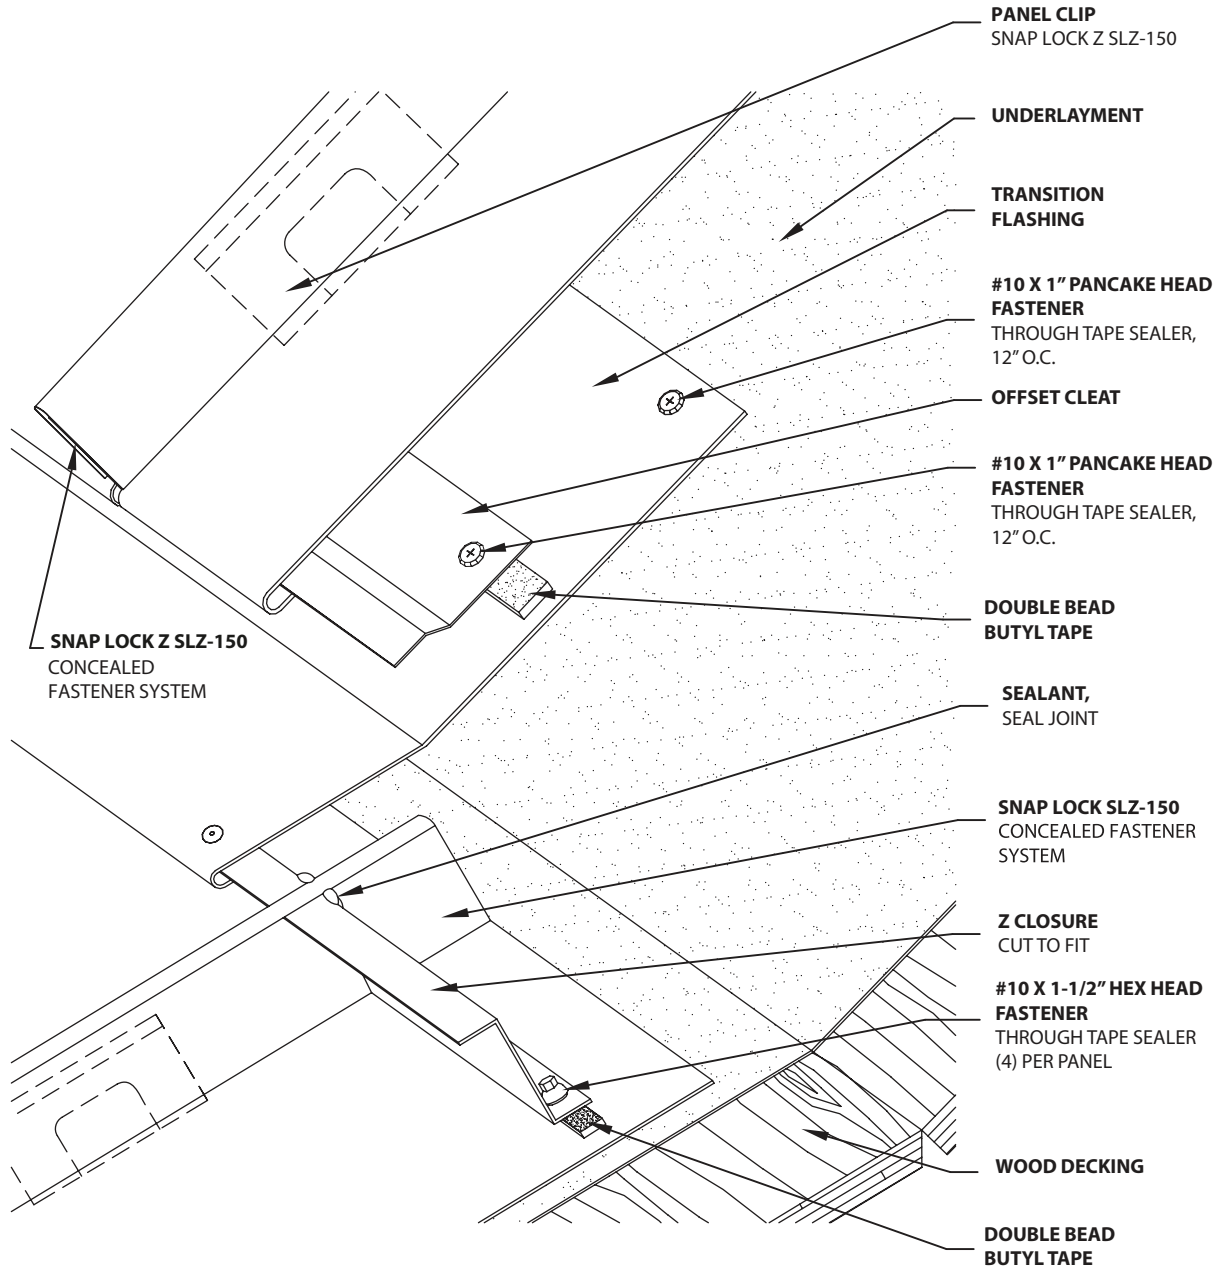 PANEL CLIP
SNAP LOCK Z SLZ-150
UNDERLAYMENT
TRANSITION
FLASHING
#10 X 1" PANCAKE HEAD
FASTENER
THROUGH TAPE SEALER,
12" O.C.
OFFSET CLEAT
#10 X 1" PANCAKE HEAD
FASTENER
THROUGH TAPE SEALER,
12" O.C.
DOUBLE BEAD
BUTYL TAPE
SNAP LOCK Z SLZ-150
CONCEALED
FASTENER SYSTEM
SEALANT,
SEAL JOINT
SNAP LOCK SLZ-150
CONCEALED FASTENER
SYSTEM
Z CLOSURE
CUT TO FIT
#10 X 1-1/2" HEX HEAD
FASTENER
THROUGH TAPE SEALER
(4) PER PANEL
WOOD DECKING
DOUBLE BEAD
BUTYL TAPE